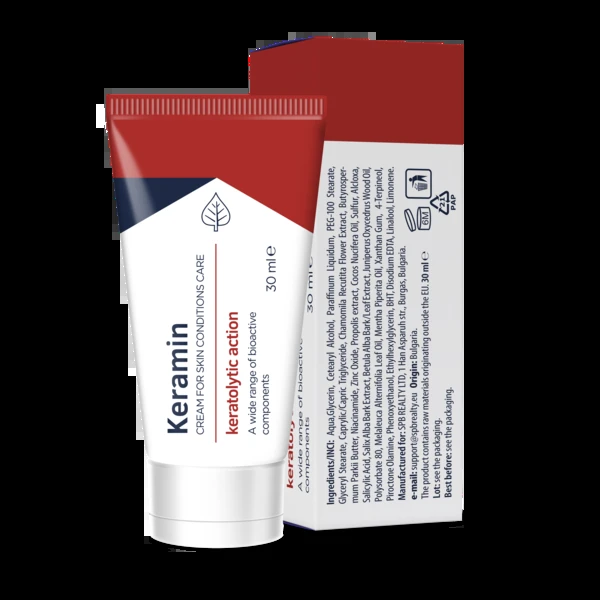 Keramin
CREAM FOR SKIN CONDITIONS CARE
keratolytic action
A wide range of bioactive
components
30 ml ℮
keratoly
A wide range of bioactive
components
30 ml ℮
Ingredients/INCI: Aqua,Glycerin, Cetearyl Alcohol, Paraffinum Liquidum, PEG-100 Stearate,
Glyceryl Stearate, Caprylic/Capric Triglyceride, Chamomilla Recutita Flower Extract, Butyrosper-
mum Parkii Butter, Niacinamide, Zinc Oxide, Propolis extract, Cocos Nucifera Oil, Sulfur, Alcloxa,
Salicylic Acid, Salix Alba Bark Extract, Betula Alba Bark/Leaf Extract, Juniperus Oxycedrus Wood Oil,
Polysorbate 80, Melaleuca Alternifolia Leaf Oil, Mentha Piperita Oil, Xanthan Gum, 4-Terpineol,
Piroctone Olamine, Phenoxyethanol, Ethylhexylglycerin, BHT, Disodium EDTA, Linalool, Limonene.
Manufactured for: SPB REALTY LTD, 1 Han Asparuh str., Burgas, Bulgaria.
e-mail: support@spbrealty.eu Origin: Bulgaria.
The product contains raw materials originating outside the EU. 30 ml ℮
Lot: see the packaging.
Best before: see the packaging.
6M
21
PAP